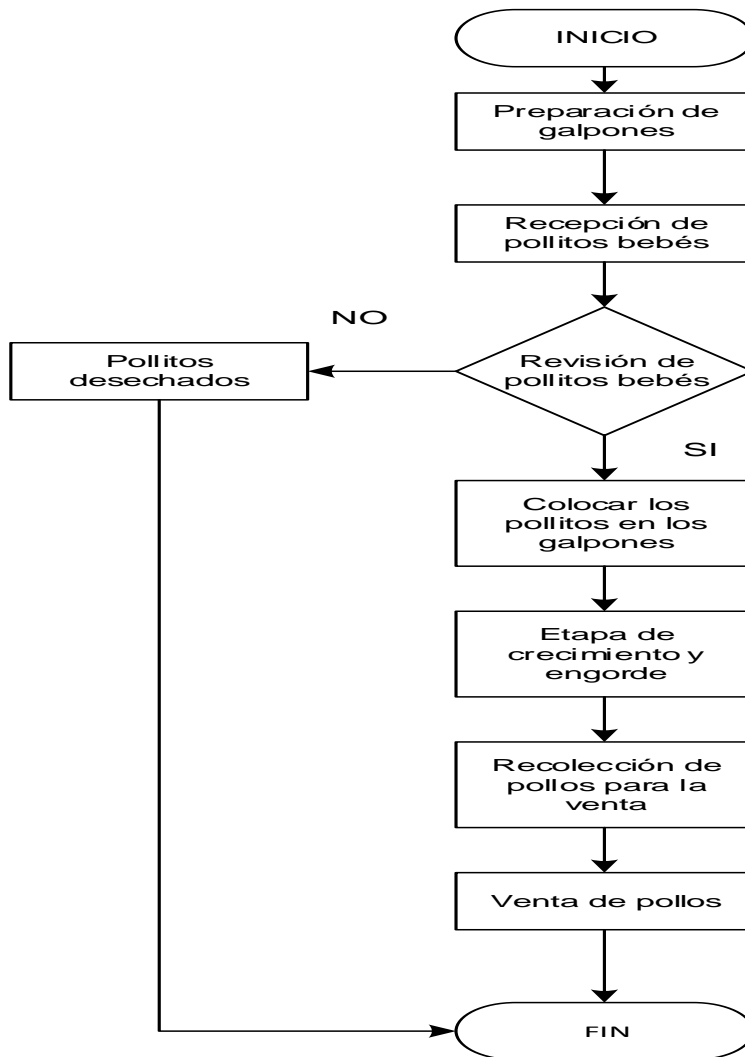 INICIO
Preparación de
galpones
Recepción de
pollitos bebés
NO
Pollitos
desechados
Revisión de
pollitos bebés
SI
Colocar los
pollitos en los
galpones
Etapa de
crecimiento y
engorde
Recolección de
pollos para la
venta
Venta de pollos
FIN